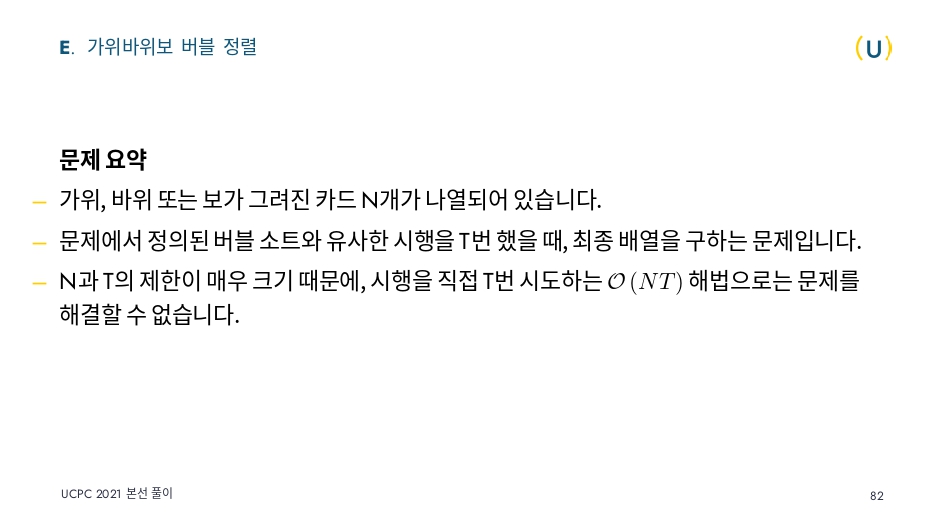 E. 가위바위보 버블 정렬
(U)
문제 요약
– 가위, 바위 또는 보가 그려진 카드 N개가 나열되어 있습니다.
– 문제에서 정의된 버블 소트와 유사한 시행을 T번 했을 때, 최종 배열을 구하는 문제입니다.
– N과 T의 제한이 매우 크기 때문에, 시행을 직접 T번 시도하는 𝒪(NT) 해법으로는 문제를
해결할 수 없습니다.
UCPC 2021 본선 풀이
82